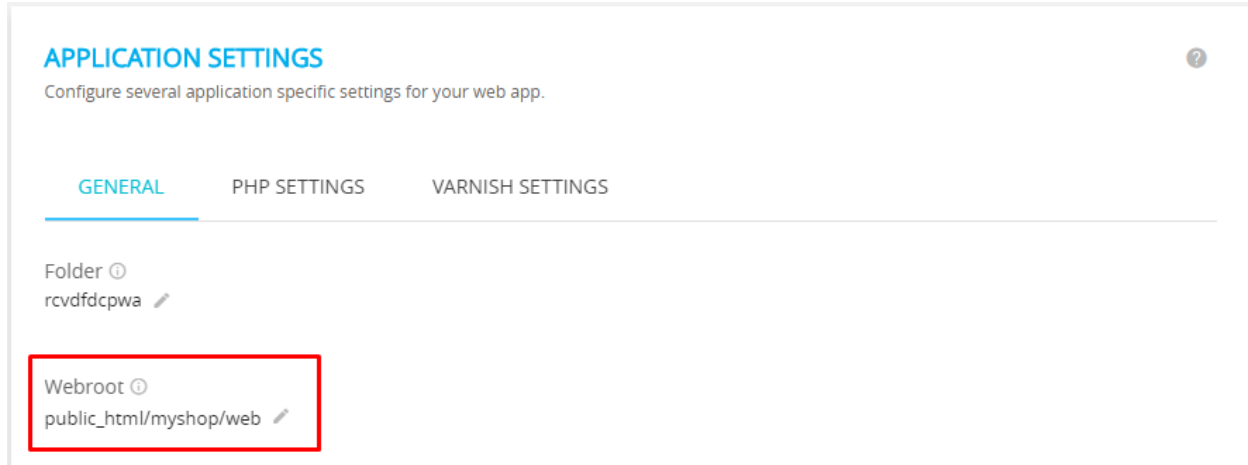 APPLICATION SETTINGS
Configure several application specific settings for your web app.
GENERAL PHP SETTINGS VARNISH SETTINGS
Folder
rcvdfdcpwa
Webroot
public_html/myshop/web